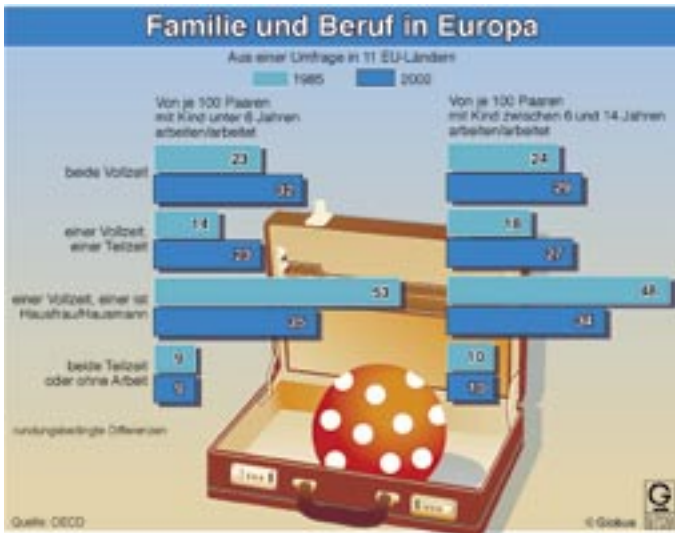 Familie und Beruf in Europa
Aus einer Umfrage in 11 EU-Ländern
1985 2002
Von je 100 Paaren
mit Kind unter 6 Jahren
arbeiten/arbeitet
Von je 100 Paaren
mit Kind zwischen 6 und 14 Jahren
arbeiten/arbeitet
beide Vollzeit
23
32
24
29
einer Vollzeit,
einer Teilzeit
14
23
18
27
einer Vollzeit, einer ist
Hausfrau/Hausmann
53
35
48
34
beide Teilzeit
oder ohne Arbeit
9
9
10
10
rundungsbedingte Differenzen
Quelle: OECD
© Globus
G